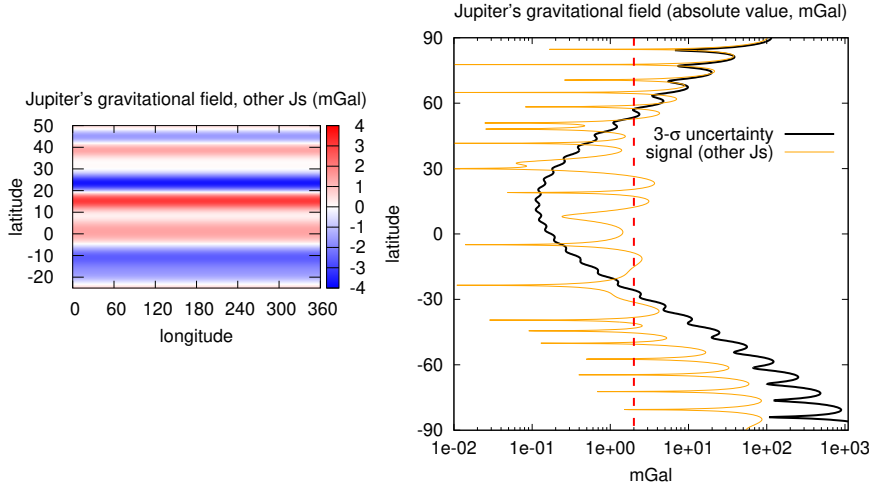 Jupiter's gravitational field, other Js (mGal)
50
40
30
20
10
0
-10
-20
latitude
0 60 120 180 240 300 360
longitude
4
3
2
1
0
-1
-2
-3
-4
Jupiter's gravitational field (absolute value, mGal)
90
60
30
0
-30
-60
-90
latitude
3-σ uncertainty
signal (other Js)
1e-02 1e-01 1e+00 1e+01 1e+02 1e+03
mGal